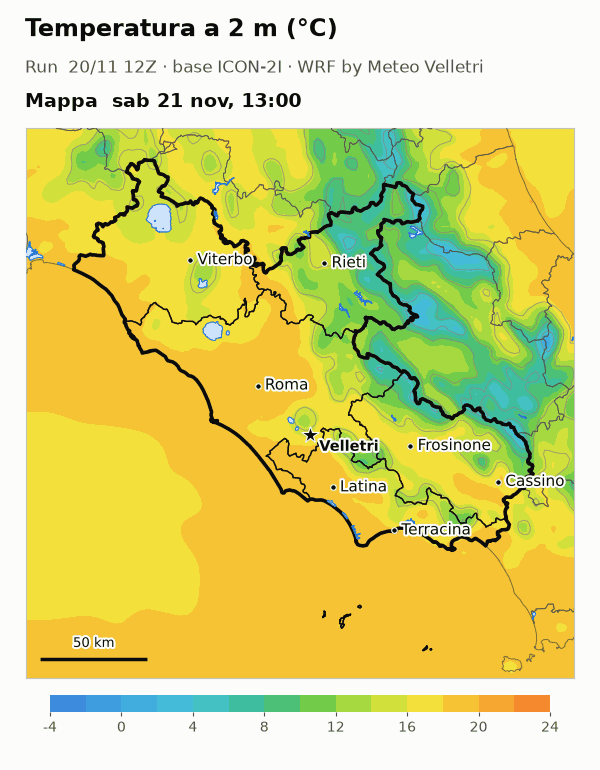 Temperatura a 2 m (°C)
Run  20/11 12Z · base ICON-2I · WRF by Meteo Velletri
Mappa  sab 21 nov, 13:00
Viterbo
Rieti
Roma
Velletri
Frosinone
Latina
Cassino
Terracina
50 km
-4 0 4 8 12 16 20 24